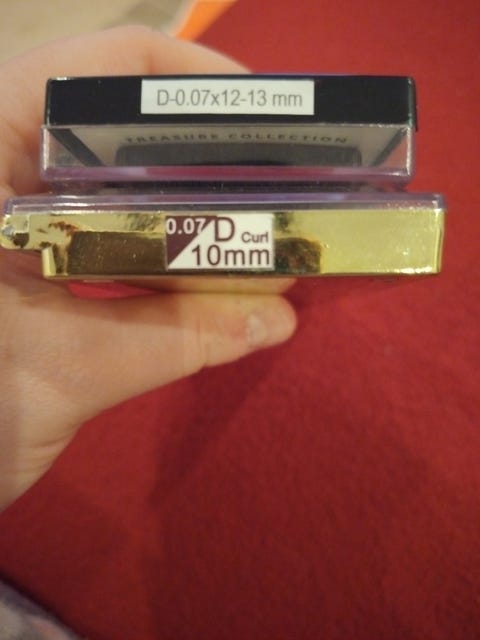 D-0.07x12-13 mm
TREASURE COLLECTION
0.07 D Curl
10mm